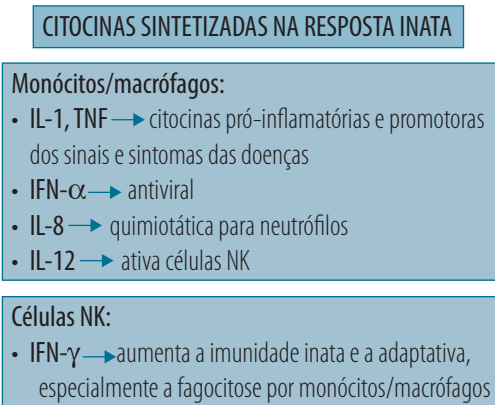 CITOCINAS SINTETIZADAS NA RESPOSTA INATA
Monócitos/macrófagos:
• IL-1, TNF → citocinas pró-inflamatórias e promotoras
dos sinais e sintomas das doenças
• IFN-α → antiviral
• IL-8 → quimiotática para neutrófilos
• IL-12 → ativa células NK
Células NK:
• IFN-γ → aumenta a imunidade inata e a adaptativa,
especialmente a fagocitose por monócitos/macrófagos